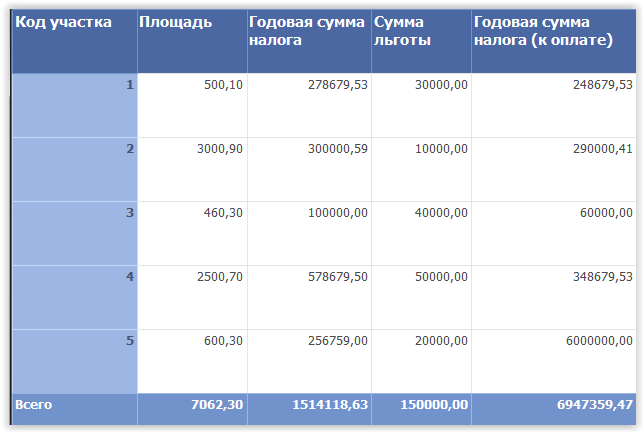 Код участка Площадь Годовая сумма налога Сумма льготы Годовая сумма налога (к оплате)
1 500,10 278679,53 30000,00 248679,53
2 3000,90 300000,59 10000,00 290000,41
3 460,30 100000,00 40000,00 60000,00
4 2500,70 578679,50 50000,00 348679,53
5 600,30 256759,00 20000,00 6000000,00
Всего 7062,30 1514118,63 150000,00 6947359,47